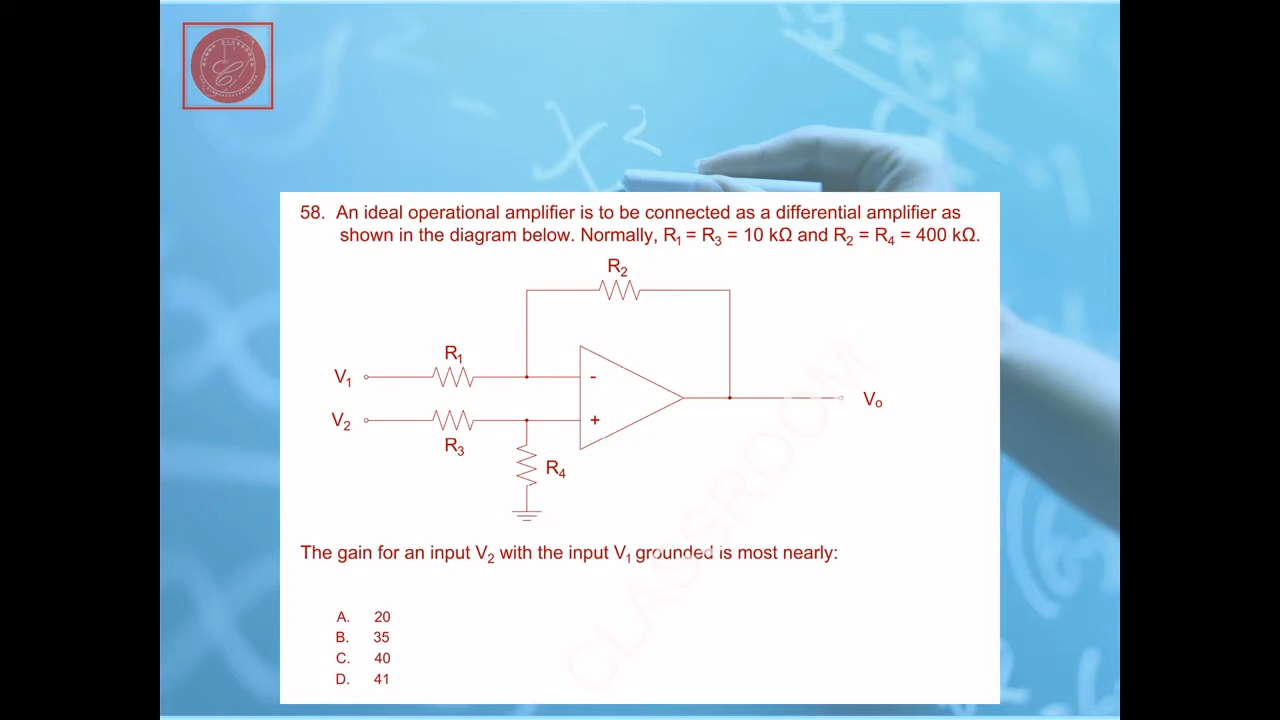 58. An ideal operational amplifier is to be connected as a differential amplifier as
shown in the diagram below. Normally, R₁ = R₃ = 10 kΩ and R₂ = R₄ = 400 kΩ.
R₂
R₁
V₁
-
Vₒ
V₂
+
R₃
R₄
The gain for an input V₂ with the input V₁ grounded is most nearly:
A. 20
B. 35
C. 40
D. 41
CLASSROOM
x²